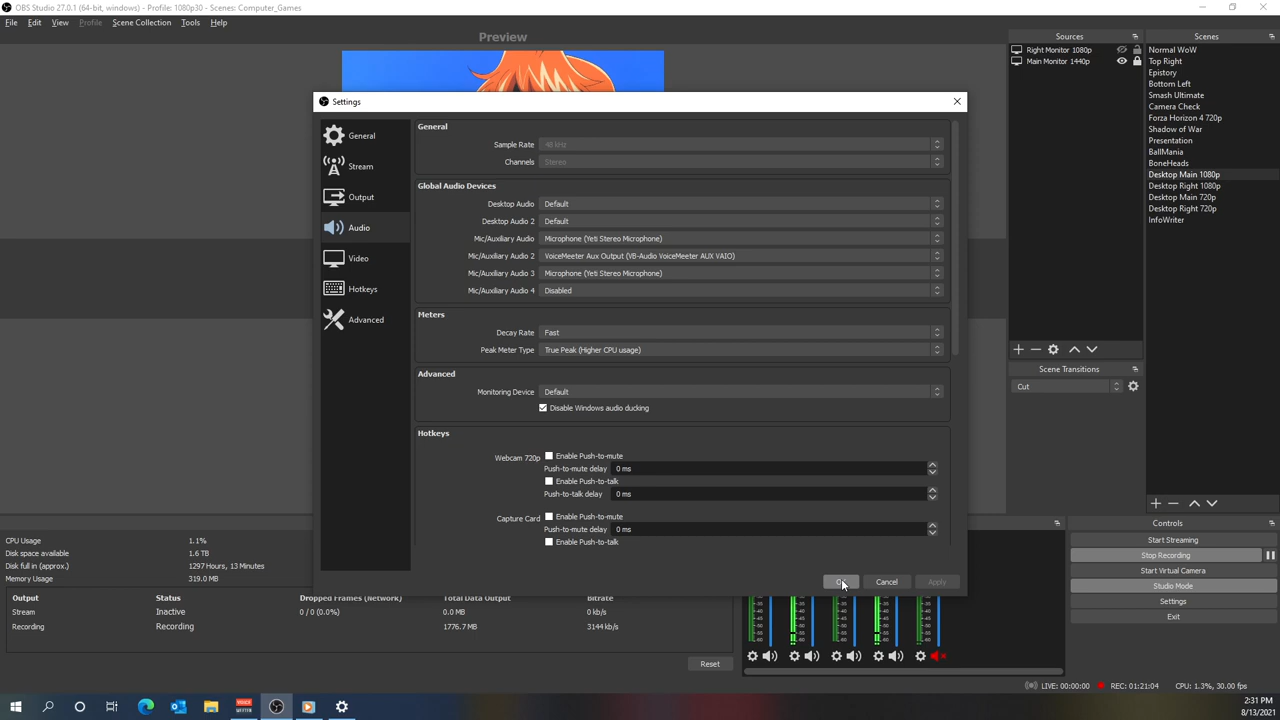 OBS Studio 27.0.1 (64-bit, windows) - Profile: 1080p30 - Scenes: Computer_Games
File Edit View Profile Scene Collection Tools Help
Preview
Sources
Right Monitor 1080p
Main Monitor 1440p
Scenes
Normal WoW
Top Right
Epistory
Bottom Left
Smash Ultimate
Camera Check
Forza Horizon 4 720p
Shadow of War
Presentation
BallMania
BoneHeads
Desktop Main 1080p
Desktop Right 1080p
Desktop Main 720p
Desktop Right 720p
InfoWriter
Settings
General
Stream
Output
Audio
Video
Hotkeys
Advanced
General
Sample Rate 48 kHz
Channels Stereo
Global Audio Devices
Desktop Audio Default
Desktop Audio 2 Default
Mic/Auxiliary Audio Microphone (Yeti Stereo Microphone)
Mic/Auxiliary Audio 2 VoiceMeeter Aux Output (VB-Audio VoiceMeeter AUX VAIO)
Mic/Auxiliary Audio 3 Microphone (Yeti Stereo Microphone)
Mic/Auxiliary Audio 4 Disabled
Meters
Decay Rate Fast
Peak Meter Type True Peak (Higher CPU usage)
Advanced
Monitoring Device Default
Disable Windows audio ducking
Hotkeys
Webcam 720p Enable Push-to-mute
Push-to-mute delay 0 ms
Enable Push-to-talk
Push-to-talk delay 0 ms
Capture Card Enable Push-to-mute
Push-to-mute delay 0 ms
Enable Push-to-talk
Cancel Apply
Scene Transitions
Cut
CPU Usage 1.1%
Disk space available 1.6 TB
Disk full in (approx.) 1297 Hours, 13 Minutes
Memory Usage 319.0 MB
Output Status Dropped Frames (Network) Total Data Output Bitrate
Stream Inactive 0 / 0 (0.0%) 0.0 MB 0 kb/s
Recording Recording 1776.7 MB 3144 kb/s
Reset
Controls
Start Streaming
Stop Recording
Start Virtual Camera
Studio Mode
Settings
Exit
LIVE: 00:00:00 REC: 01:21:04 CPU: 1.3%, 30.00 fps
2:31 PM
8/13/2021